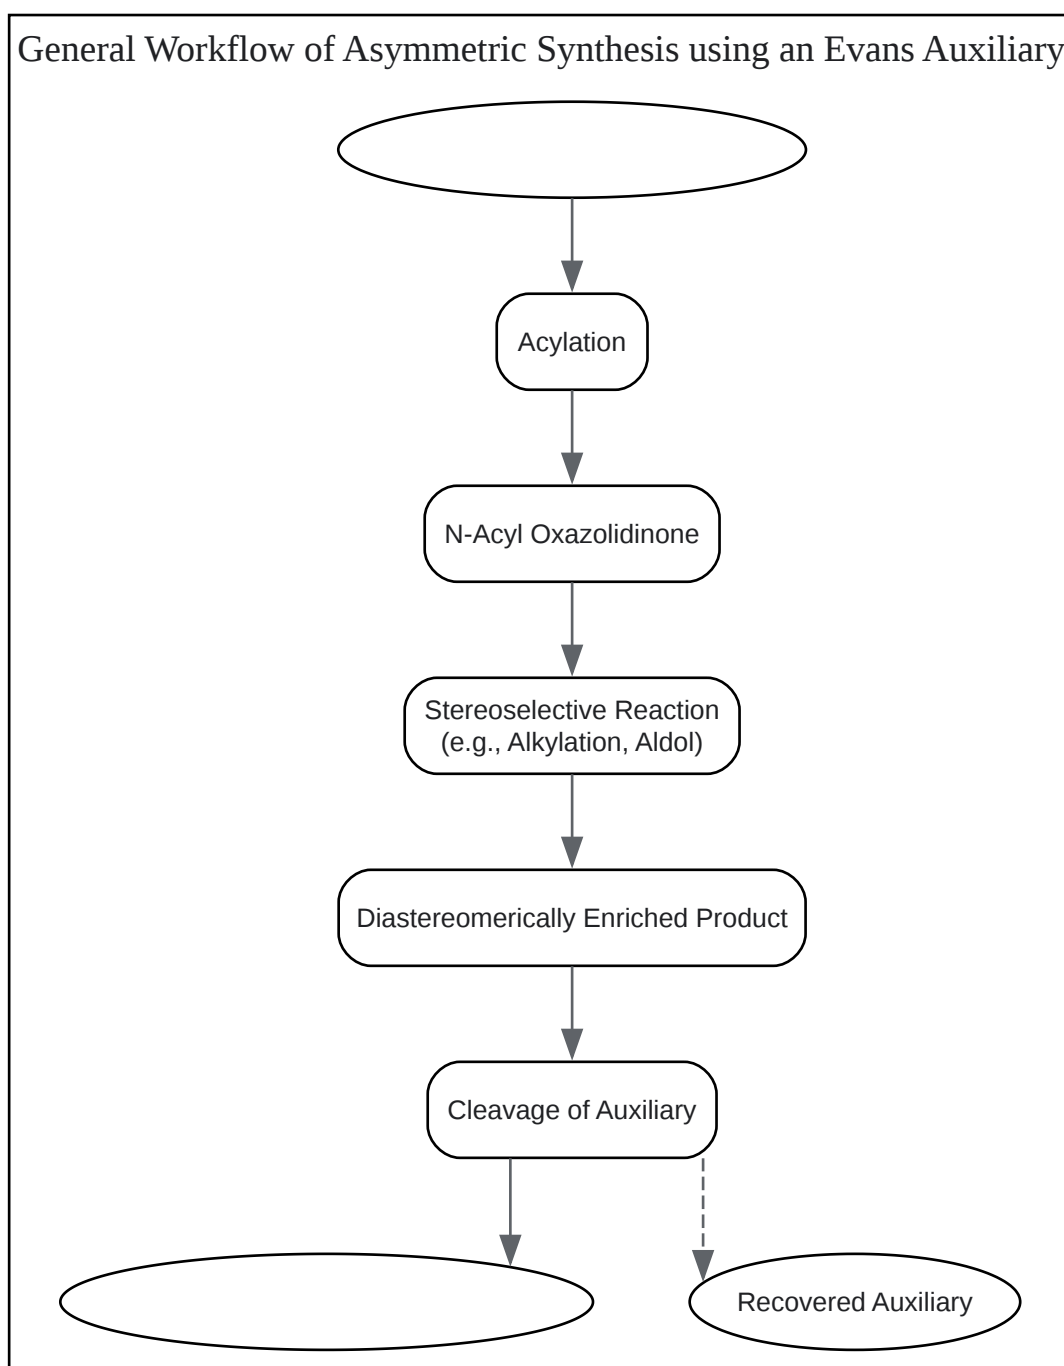 General Workflow of Asymmetric Synthesis using an Evans Auxiliary
Acylation
N-Acyl Oxazolidinone
Stereoselective Reaction
(e.g., Alkylation, Aldol)
Diastereomerically Enriched Product
Cleavage of Auxiliary
Recovered Auxiliary